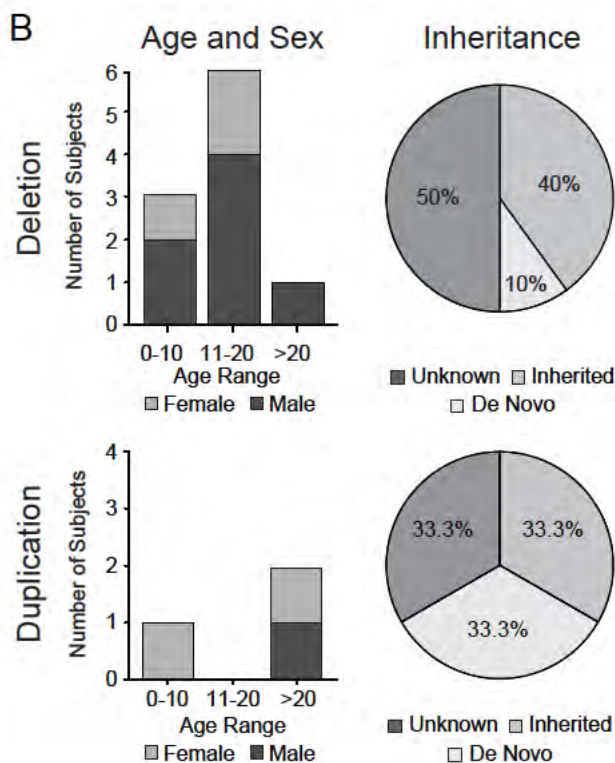 B
Age and Sex
Inheritance
Deletion
Number of Subjects
6
5
4
3
2
1
0
0-10 11-20 >20
Age Range
Female Male
50%
40%
10%
Unknown Inherited
De Novo
Duplication
Number of Subjects
4
3
2
1
0
0-10 11-20 >20
Age Range
Female Male
33.3%
33.3%
33.3%
Unknown Inherited
De Novo